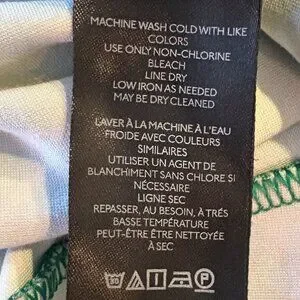 MACHINE WASH COLD WITH LIKE
COLORS
USE ONLY NON-CHLORINE
BLEACH
LINE DRY
LOW IRON AS NEEDED
MAY BE DRY CLEANED
LAVER À LA MACHINE À L'EAU
FROIDE AVEC COULEURS
SIMILAIRES
UTILISER UN AGENT DE
BLANCHIMENT SANS CHLORE SI
NÉCESSAIRE
LIGNE SEC
REPASSER, AU BESOIN, À TRÉS
BASSE TEMPÉRATURE
PEUT-ÊTRE ÊTRE NETTOYÉE
À SEC